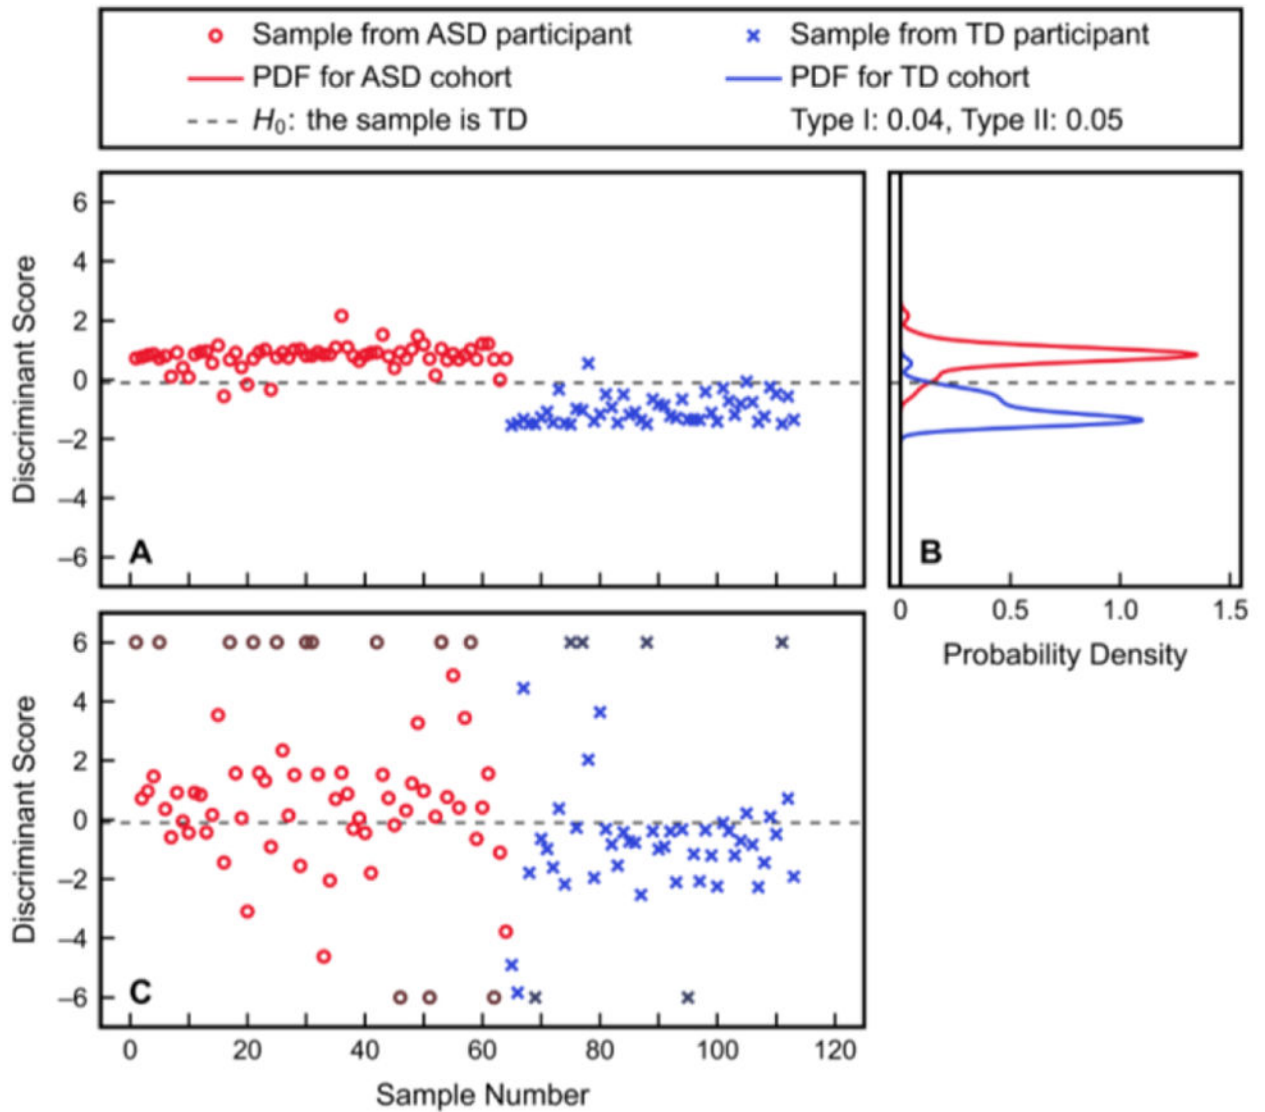 Sample from ASD participant
Sample from TD participant
PDF for ASD cohort
PDF for TD cohort
H₀: the sample is TD
Type I: 0.04, Type II: 0.05
Discriminant Score
6
4
2
0
–2
–4
–6
A
B
0 0.5 1.0 1.5
Probability Density
Discriminant Score
6
4
2
0
–2
–4
–6
C
0 20 40 60 80 100 120
Sample Number